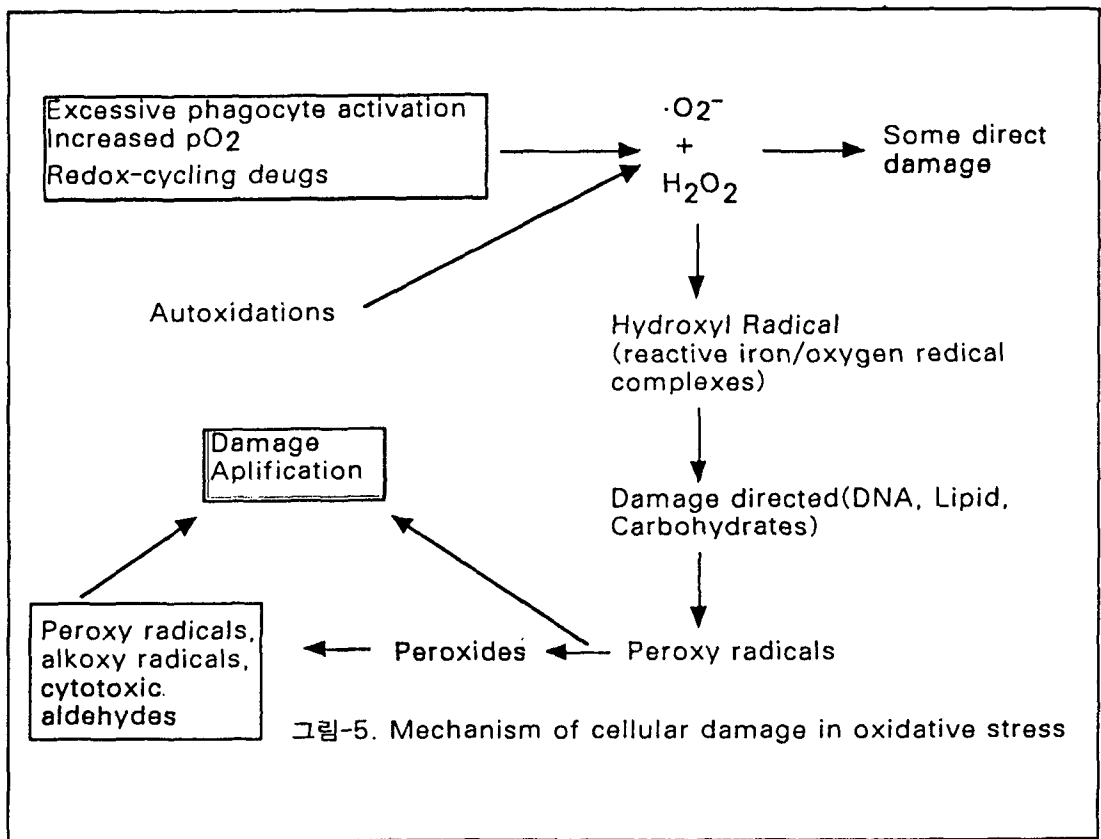 Excessive phagocyte activation
Increased pO2
Redox-cycling deugs
·O2⁻
+
H2O2
Some direct
damage
Autoxidations
Hydroxyl Radical
(reactive iron/oxygen redical
complexes)
Damage
Aplification
Damage directed(DNA, Lipid,
Carbohydrates)
Peroxy radicals,
alkoxy radicals,
cytotoxic.
aldehydes
Peroxides
Peroxy radicals
그림-5. Mechanism of cellular damage in oxidative stress